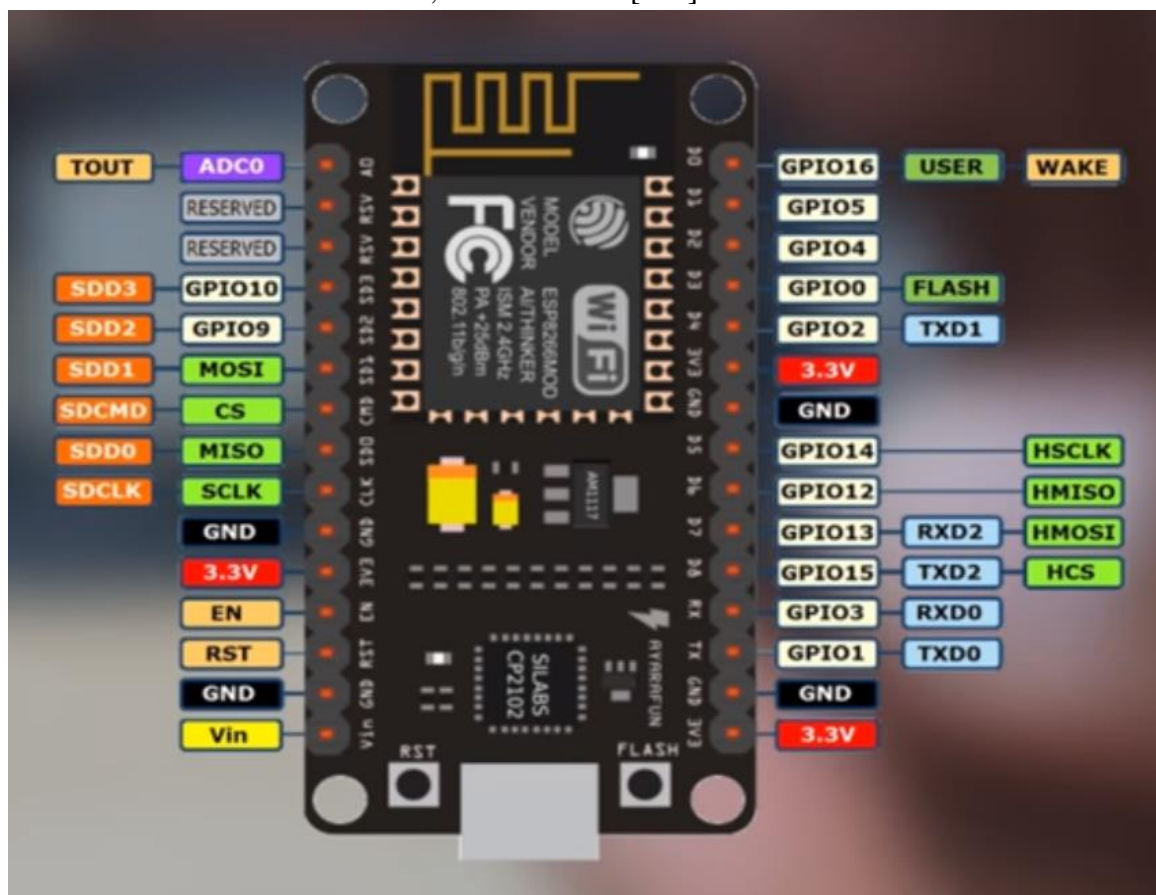 TOUT ADC0 A0 D0 GPIO16 USER WAKE
RESERVED RSV D1 GPIO5
RESERVED RSV D2 GPIO4
SDD3 GPIO10 SD3 D3 GPIO0 FLASH
SDD2 GPIO9 SD2 D4 GPIO2 TXD1
SDD1 MOSI SD1 3V3 3.3V
SDCMD CS CMD GND GND
SDD0 MISO SD0 D5 GPIO14 HSCLK
SDCLK SCLK CLK D6 GPIO12 HMISO
GND GND D7 GPIO13 RXD2 HMOSI
3.3V 3V3 D8 GPIO15 TXD2 HCS
EN EN RX GPIO3 RXD0
RST RST TX GPIO1 TXD0
GND GND GND GND
Vin Vin 3V3 3.3V
MODEL ESP8266MOD
VENDOR AI/THINKER
ISM 2.4GHz
PA +25dBm
802.11b/g/n
FC
Wi Fi
AM1117
SILABS
CP2102
AYARAFUN
RST
FLASH